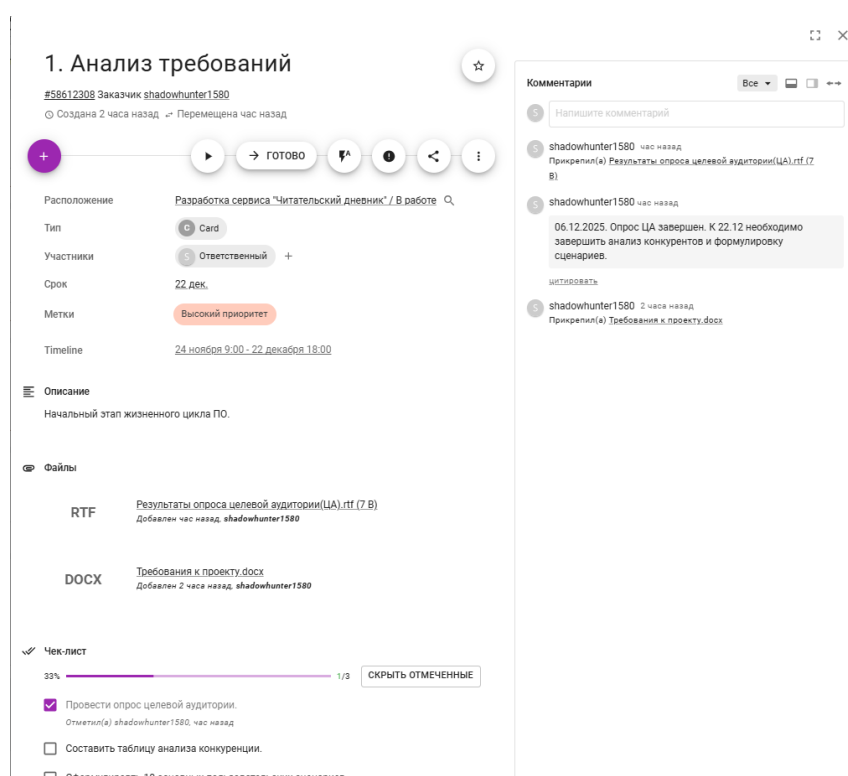 1. Анализ требований
#58612308 Заказчик shadowhunter1580
Создана 2 часа назад Перемещена час назад
ГОТОВО
Расположение Разработка сервиса "Читательский дневник" / В работе
Тип C Card
Участники S Ответственный
Срок 22 дек.
Метки Высокий приоритет
Timeline 24 ноября 9:00 - 22 декабря 18:00
Описание
Начальный этап жизненного цикла ПО.
Файлы
RTF Результаты опроса целевой аудитории(ЦА).rtf (7 B)
Добавлен час назад, shadowhunter1580
DOCX Требования к проекту.docx
Добавлен 2 часа назад, shadowhunter1580
Чек-лист
33% 1/3 СКРЫТЬ ОТМЕЧЕННЫЕ
Провести опрос целевой аудитории.
Отметил(а) shadowhunter1580, час назад
Составить таблицу анализа конкуренции.
Комментарии Все
S Напишите комментарий
S shadowhunter1580 час назад
Прикрепил(а) Результаты опроса целевой аудитории(ЦА).rtf (7
B)
S shadowhunter1580 час назад
06.12.2025. Опрос ЦА завершен. К 22.12 необходимо
завершить анализ конкурентов и формулировку
сценариев.
цитировать
S shadowhunter1580 2 часа назад
Прикрепил(а) Требования к проекту.docx